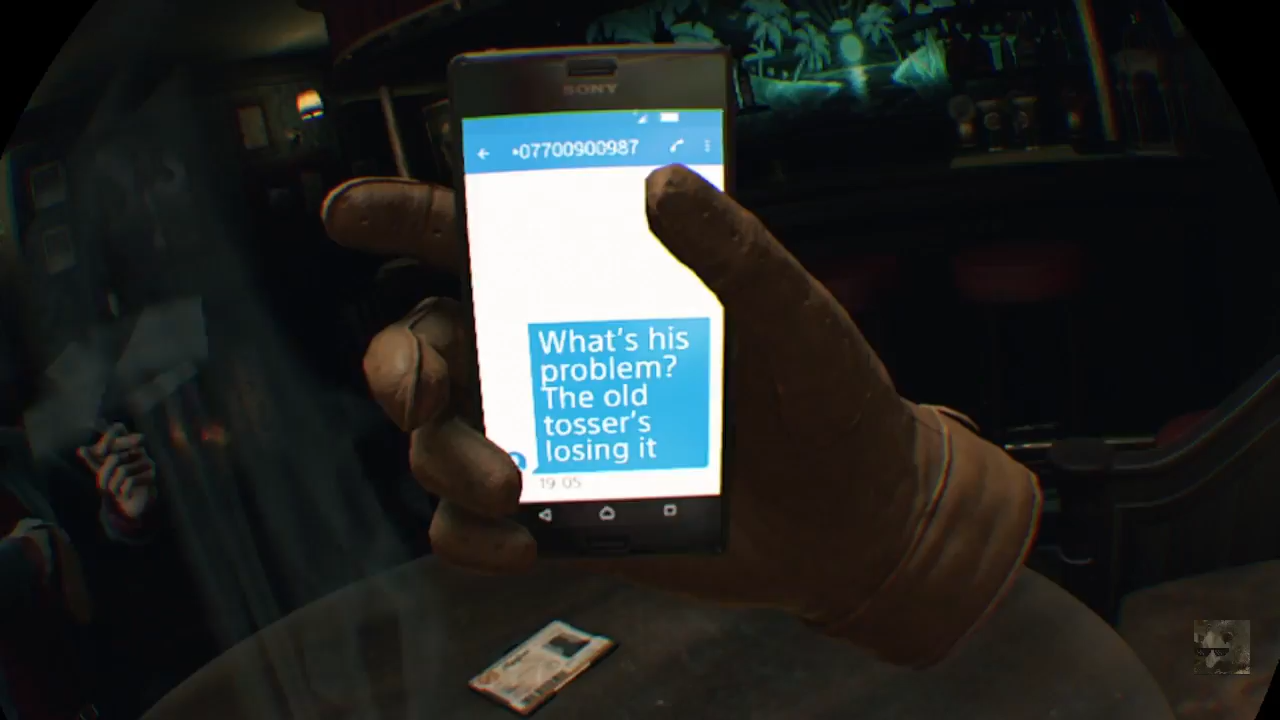 SONY
07700900987
What's his
problem?
The old
tosser's
losing it
19:05